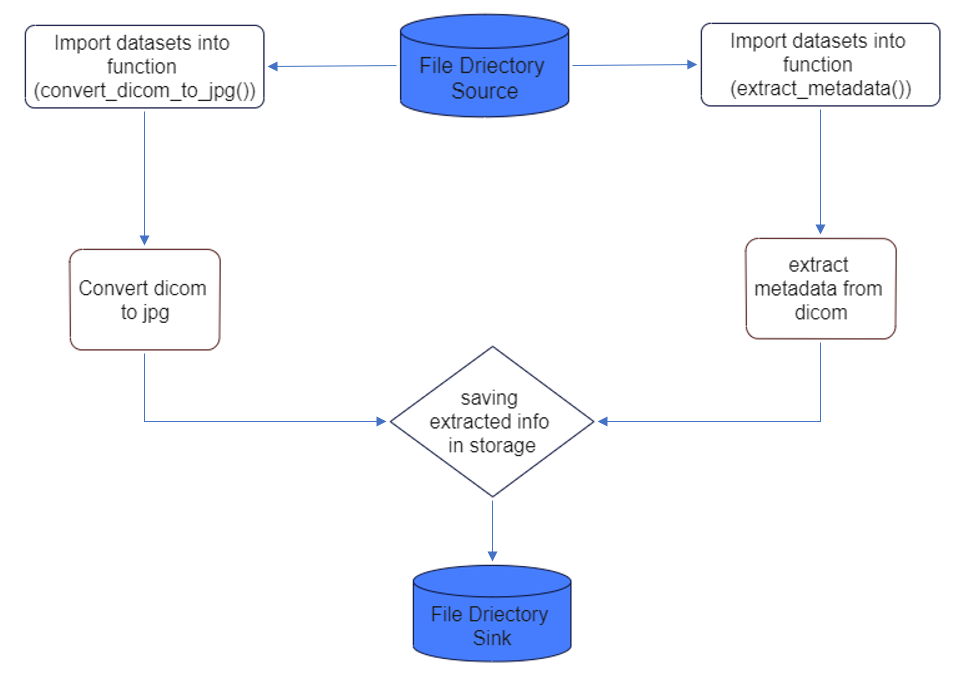 Import datasets into
function
(convert_dicom_to_jpg())
File Driectory
Source
Import datasets into
function
(extract_metadata())
Convert dicom
to jpg
extract
metadata from
dicom
saving
extracted info
in storage
File Driectory
Sink